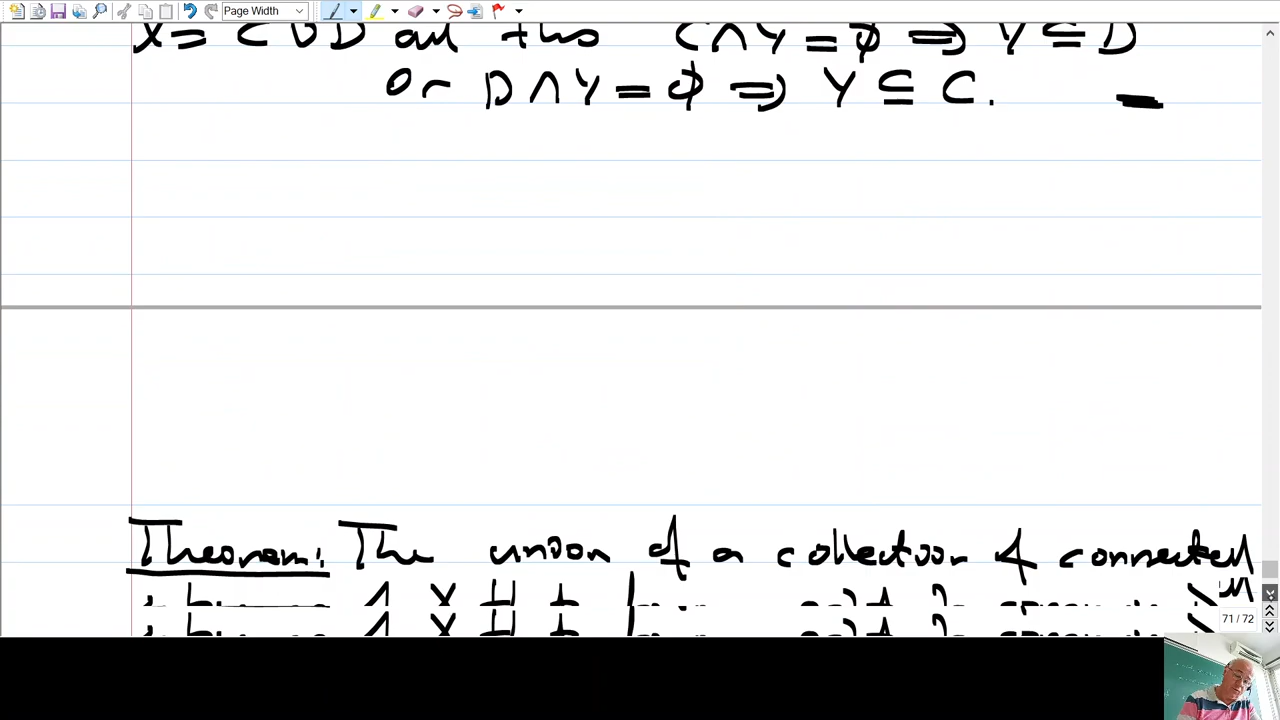 Page Width
X = C ∪ D and thus C ∩ Y = ϕ ⟹ Y ⊆ D
or D ∩ Y = ϕ ⟹ Y ⊆ C.
Theorem: The union of a collection of connected
71 / 72